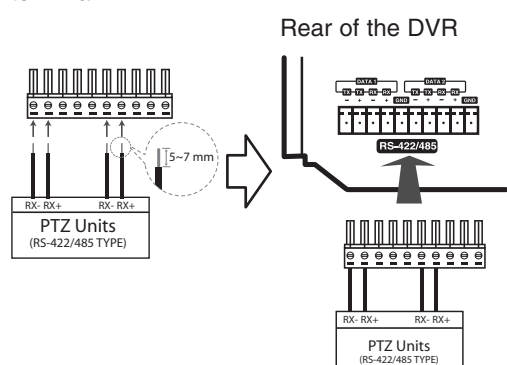 Rear of the DVR
DATA 1 DATA 2
TX TX RX RX TX TX RX RX
- + - + GND - + - + GND
RS-422/485
5~7 mm
RX- RX+ RX- RX+
PTZ Units
(RS-422/485 TYPE)
RX- RX+ RX- RX+
PTZ Units
(RS-422/485 TYPE)